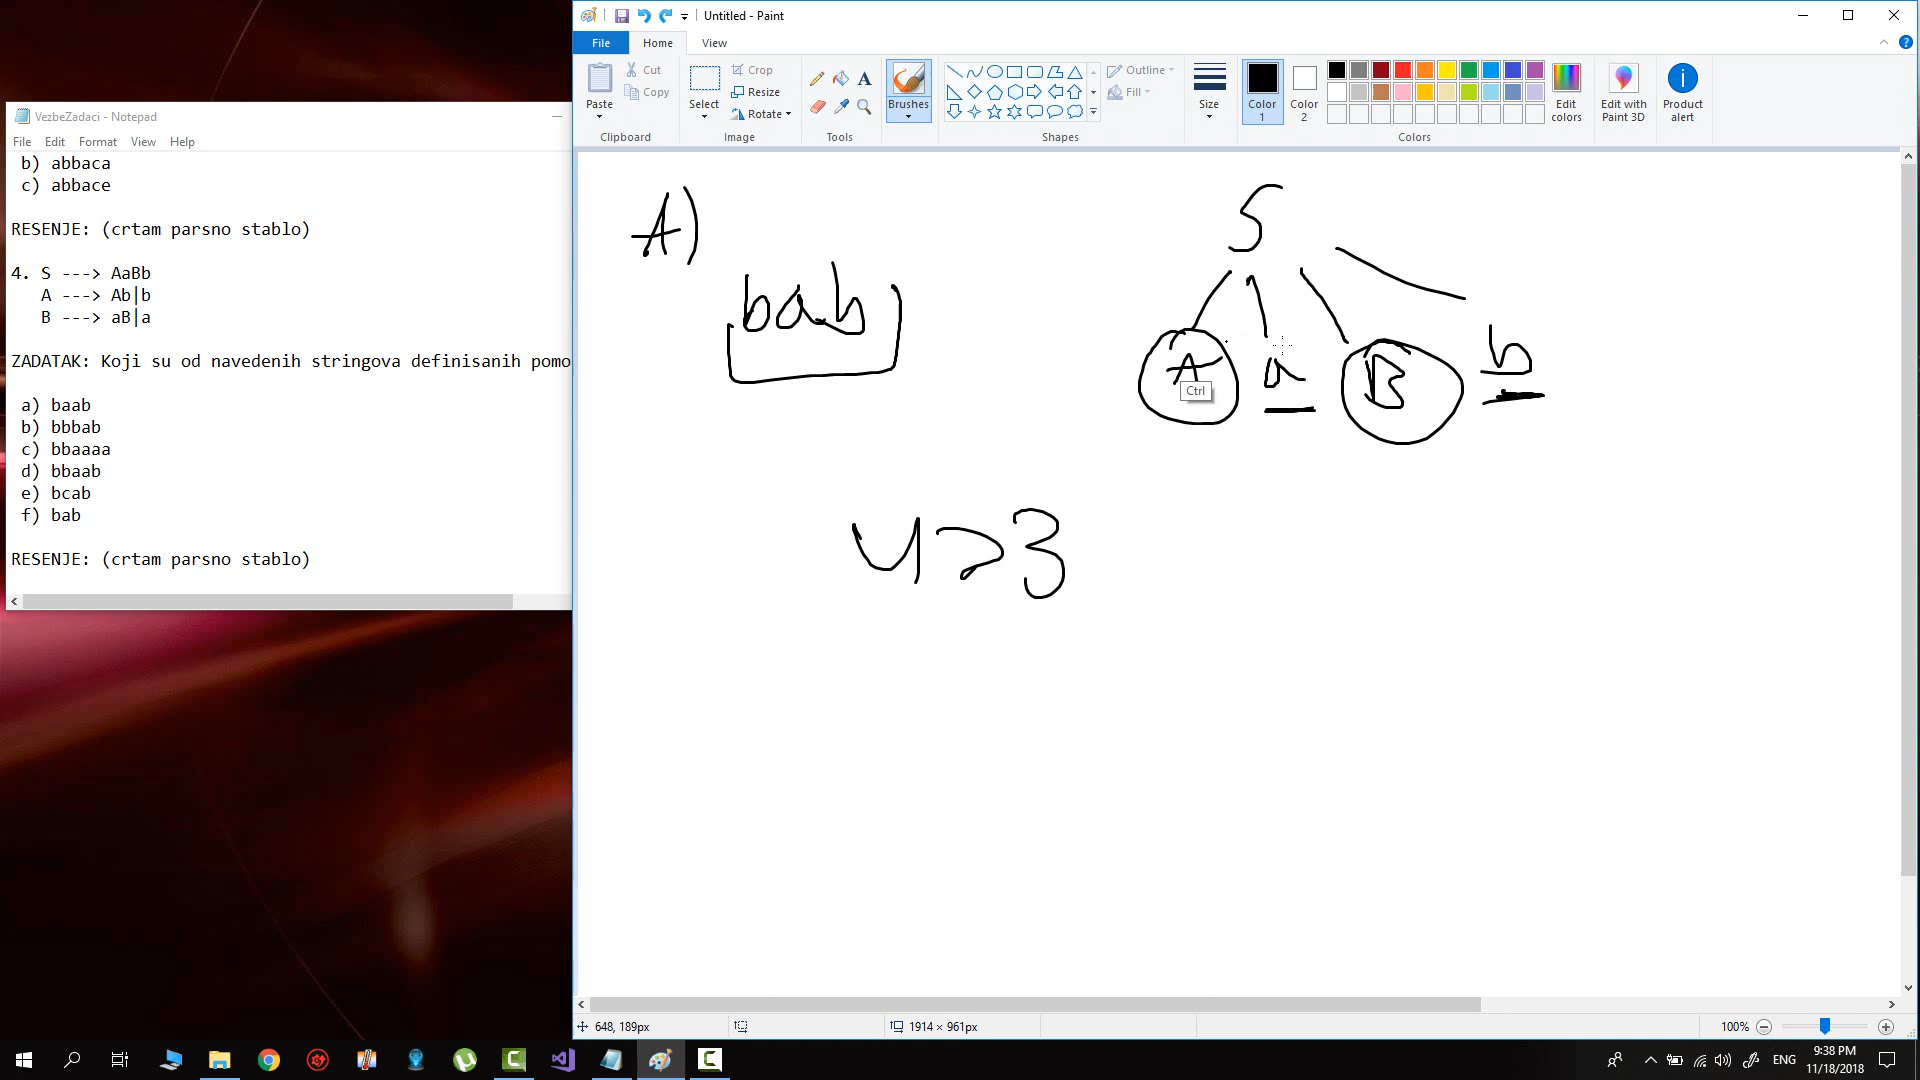 Untitled - Paint
File Home View
Paste
Cut
Copy
Clipboard
Select
Crop
Resize
Rotate
Image
Tools
Brushes
Shapes
Outline
Fill
Size
Color 1
Color 2
Colors
Edit colors
Edit with Paint 3D
Product alert
VezbeZadaci - Notepad
File Edit Format View Help
b) abbaca
c) abbace
RESENJE: (crtam parsno stablo)
4. S ---> AaBb
A ---> Ab|b
B ---> aB|a
ZADATAK: Koji su od navedenih stringova definisanih pomo
a) baab
b) bbbab
c) bbaaaa
d) bbaab
e) bcab
f) bab
RESENJE: (crtam parsno stablo)
A)
S
bab
A a B b
Ctrl
4>3
648, 189px
1914 × 961px
100%
ENG
9:38 PM
11/18/2018